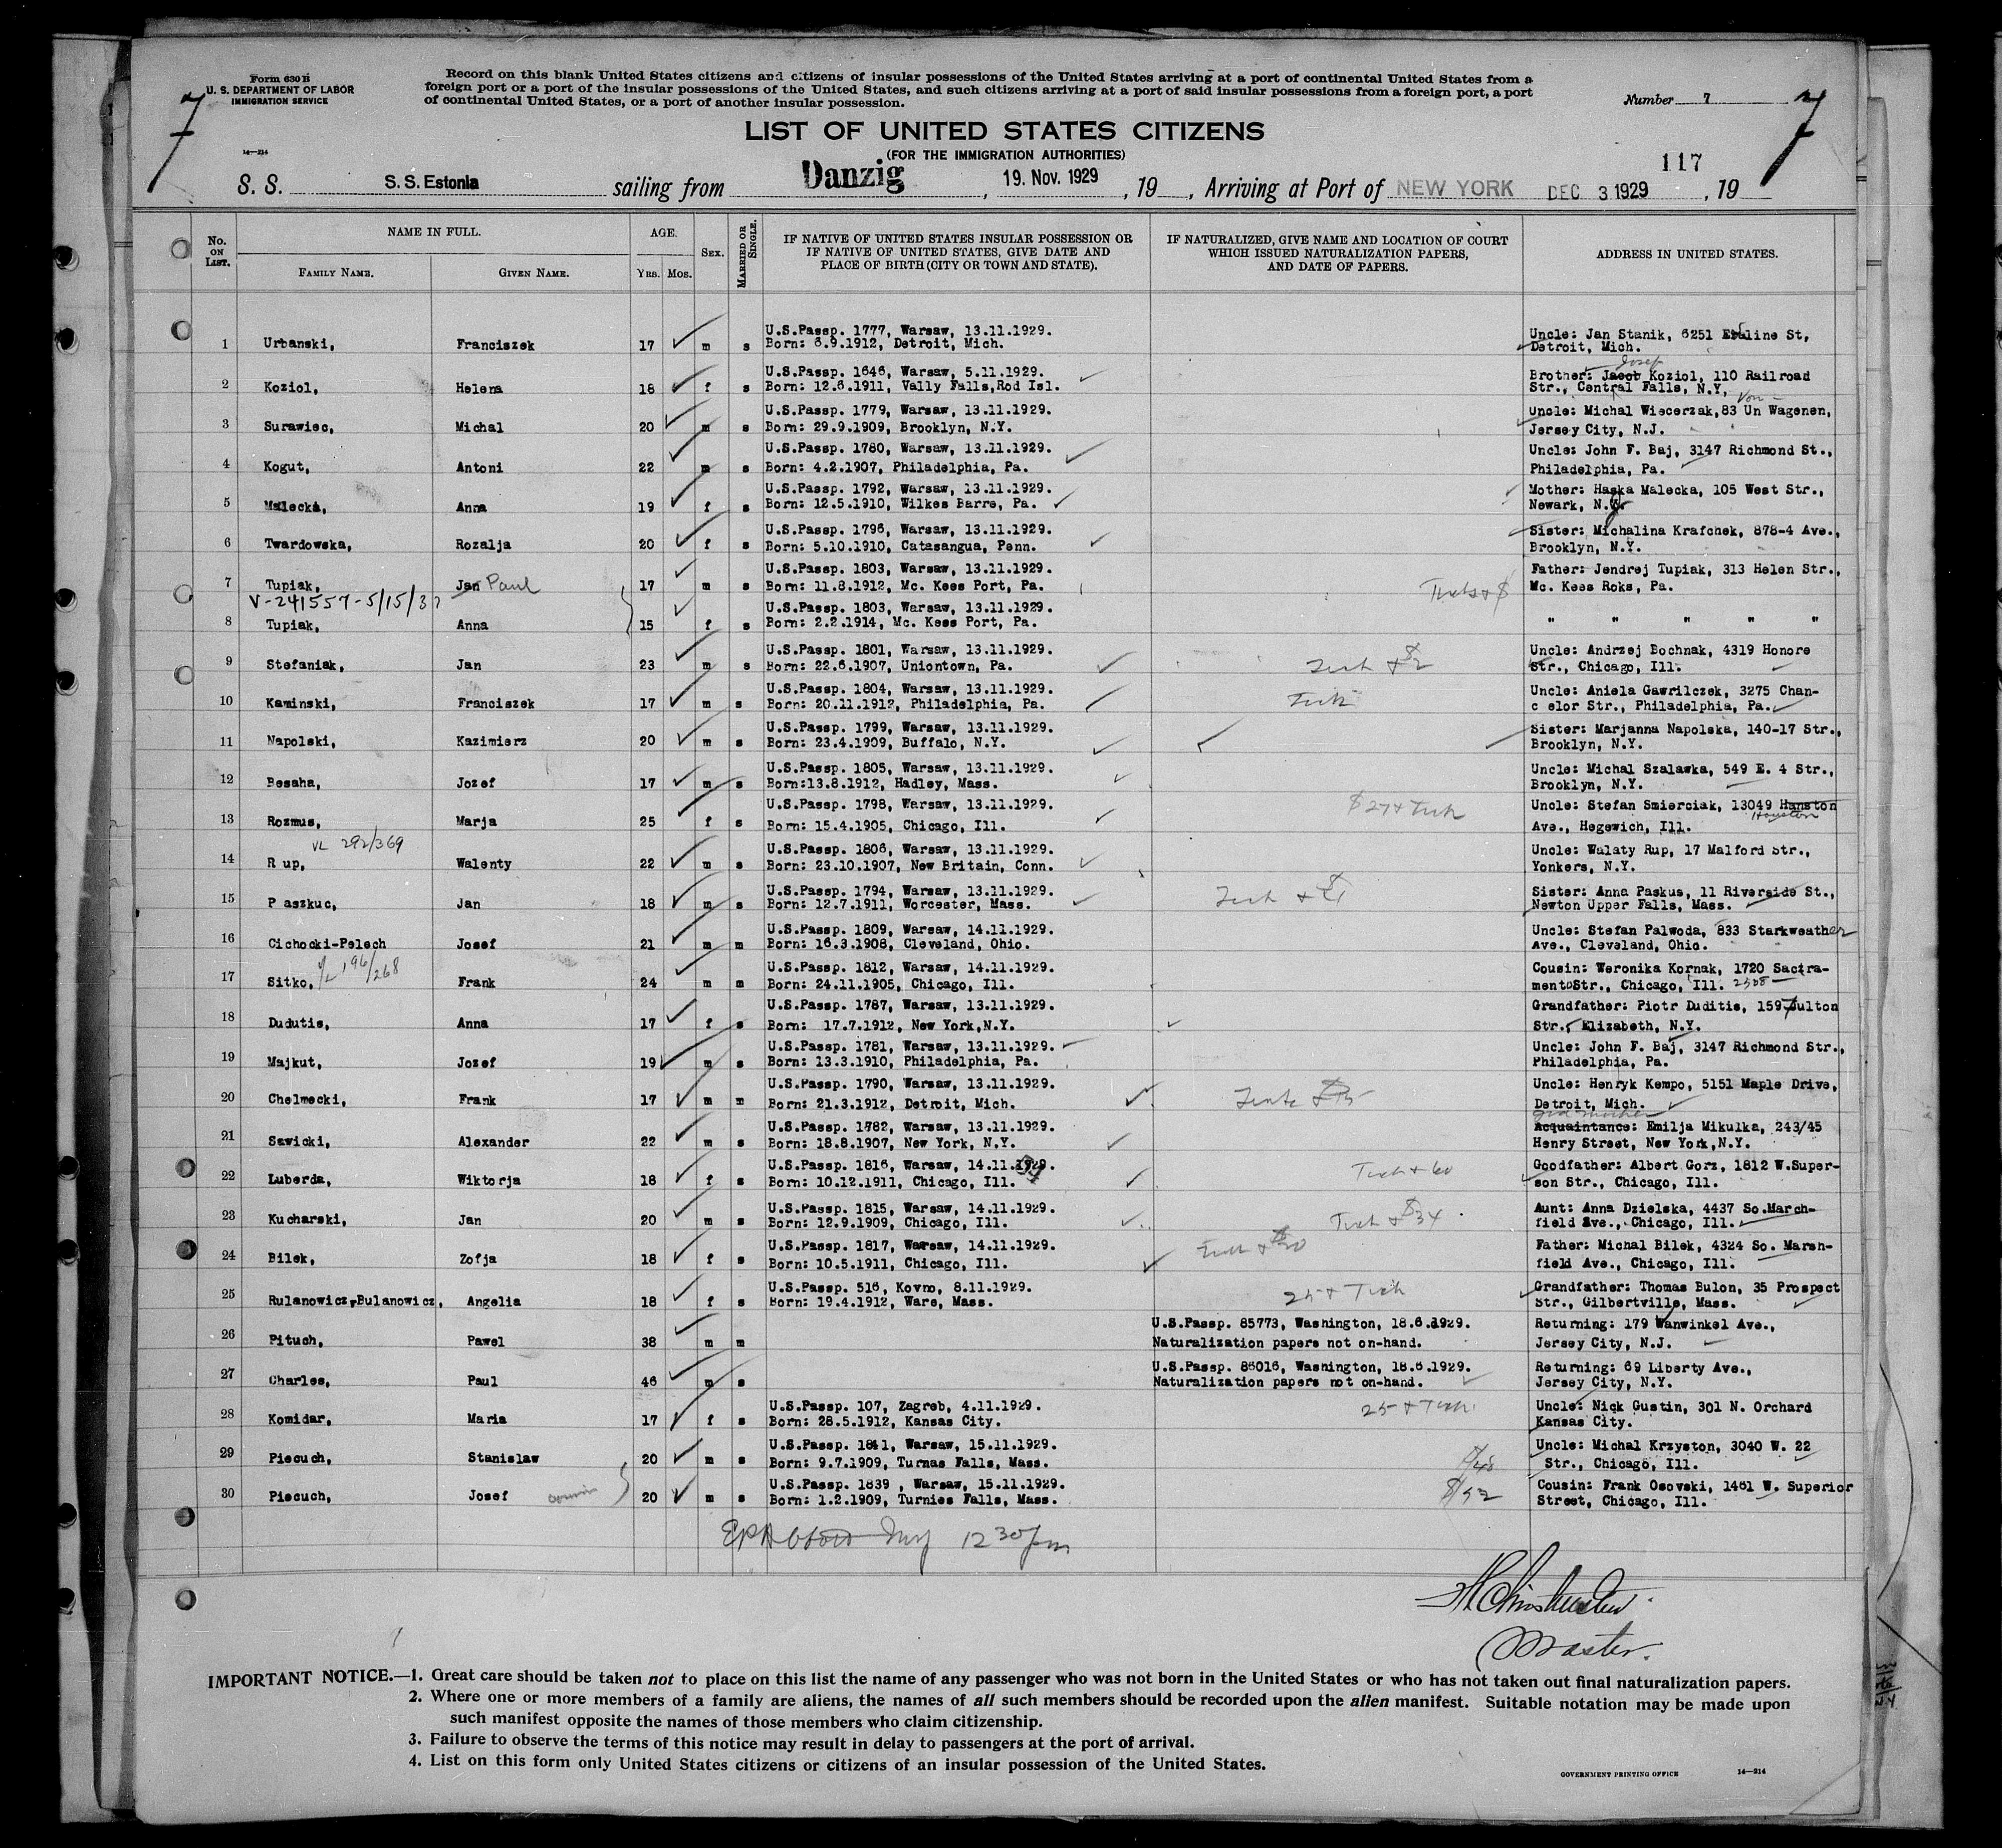 Form 630 B
U. S. DEPARTMENT OF LABOR
IMMIGRATION SERVICE
14—214
Record on this blank United States citizens and citizens of insular possessions of the United States arriving at a port of continental United States from a
foreign port or a port of the insular possessions of the United States, and such citizens arriving at a port of said insular possessions from a foreign port, a port
of continental United States, or a port of another insular possession.
Number 7
7
7
LIST OF UNITED STATES CITIZENS
(FOR THE IMMIGRATION AUTHORITIES)
117
S. S. S. S. Estonia sailing from Danzig , 19. Nov. 1929 , 19 , Arriving at Port of NEW YORK DEC 3 1929 , 19
No. ON LIST. NAME IN FULL. FAMILY NAME. GIVEN NAME. AGE. YRS. MOS. SEX. MARRIED OR SINGLE.
IF NATIVE OF UNITED STATES INSULAR POSSESSION OR
IF NATIVE OF UNITED STATES, GIVE DATE AND
PLACE OF BIRTH (CITY OR TOWN AND STATE).
IF NATURALIZED, GIVE NAME AND LOCATION OF COURT
WHICH ISSUED NATURALIZATION PAPERS,
AND DATE OF PAPERS.
ADDRESS IN UNITED STATES.
U.S.Passp. 1777, Warsaw, 13.11.1929. Uncle: Jan Stanik, 6251 St,
1 Urbanski, Franciszek 17 m s Born: 6.9.1912, Detroit, Mich. Detroit, Mich.
Josef
U.S.Passp. 1646, Warsaw, 5.11.1929. Brother: Jacob Koziol, 110 Railroad
2 Koziol, Helena 18 f s Born: 12.6.1911, Vally Falls,Rod Isl. Str., Central Falls, N.Y.
Van
U.S.Passp. 1779, Warsaw, 13.11.1929. Uncle: Michal Wiecerzak,83 Un Wagenen,
3 Surawiec, Michal 20 m s Born: 29.9.1909, Brooklyn, N.Y. Jersey City, N.J.
U.S.Passp. 1780, Warsaw, 13.11.1929. Uncle: John F. Baj, 3147 Richmond St.,
4 Kogut, Antoni 22 m s Born: 4.2.1907, Philadelphia, Pa. Philadelphia, Pa.
U.S.Passp. 1792, Warsaw, 13.11.1929. Mother: Haska Malecka, 105 West Str.,
5 Malecka, Anna 19 f s Born: 12.5.1910, Wilkes Barre, Pa. Newark, N.J.
U.S.Passp. 1796, Warsaw, 13.11.1929. Sister: Michalina Krafchek, 878-4 Ave.,
6 Twardowska, Rozalja 20 f s Born: 5.10.1910, Catasangua, Penn. Brooklyn, N.Y.
U.S.Passp. 1803, Warsaw, 13.11.1929. Father: Jendrej Tupiak, 313 Helen Str.,
7 Tupiak, Jan Paul 17 m s Born: 11.8.1912, Mc. Kees Port, Pa. Mc. Kees Roks, Pa.
V-241557-5/15/37
U.S.Passp. 1803, Warsaw, 13.11.1929.
8 Tupiak, Anna 15 f s Born: 2.2.1914, Mc. Kees Port, Pa. " " " " "
U.S.Passp. 1801, Warsaw, 13.11.1929. Uncle: Andrzej Bochnak, 4319 Honore
9 Stefaniak, Jan 23 m s Born: 22.6.1907, Uniontown, Pa. Str., Chicago, Ill.
U.S.Passp. 1804, Warsaw, 13.11.1929. Uncle: Aniela Gawrilczek, 3275 Chan-
10 Kaminski, Franciszek 17 m s Born: 20.11.1912, Philadelphia, Pa. c elor Str., Philadelphia, Pa.
U.S.Passp. 1799, Warsaw, 13.11.1929. Sister: Marjanna Napolska, 140-17 Str.,
11 Napolski, Kazimierz 20 m s Born: 23.4.1909, Buffalo, N.Y. Brooklyn, N.Y.
U.S.Passp. 1805, Warsaw, 13.11.1929. Uncle: Michal Szalawka, 549 E. 4 Str.,
12 Besaha, Jozef 17 m s Born:13.8.1912, Hadley, Mass. Brooklyn, N.Y.
U.S.Passp. 1798, Warsaw, 13.11.1929. Uncle: Stefan Smierciak, 13049 Hanston
Houston
13 Rozmus, Marja 25 f s Born: 15.4.1905, Chicago, Ill. Ave., Hegewich, Ill.
VL 292/369
U.S.Passp. 1806, Warsaw, 13.11.1929. Uncle: Walaty Rup, 17 Malford Str.,
14 R up, Walenty 22 m s Born: 23.10.1907, New Britain, Conn. Yonkers, N.Y.
U.S.Passp. 1794, Warsaw, 13.11.1929. Sister: Anna Paskus, 11 Riverside St.,
15 P aszkuc, Jan 18 m s Born: 12.7.1911, Worcester, Mass. Newton Upper Falls, Mass.
U.S.Passp. 1809, Warsaw, 14.11.1929. Uncle: Stefan Palwoda, 833 Starkweather
16 Cichocki-Pelech Josef 21 m m Born: 16.3.1908, Cleveland, Ohio. Ave., Cleveland, Ohio.
196/268
U.S.Passp. 1812, Warsaw, 14.11.1929. Cousin: Weronika Kornak, 1720 Sactra-
17 Sitko, Frank 24 m m Born: 24.11.1905, Chicago, Ill. mentoStr., Chicago, Ill.
U.S.Passp. 1787, Warsaw, 13.11.1929. Grandfather: Piotr Duditis, 159 Fulton
18 Dudutis, Anna 17 f s Born: 17.7.1912, New York,N.Y. Str., Elizabeth, N.Y.
U.S.Passp. 1781, Warsaw, 13.11.1929. Uncle: John F. Baj, 3147 Richmond Str.,
19 Majkut, Jozef 19 m s Born: 13.3.1910, Philadelphia, Pa. Philadelphia, Pa.
U.S.Passp. 1790, Warsaw, 13.11.1929. Uncle: Henryk Kempo, 5151 Maple Drive,
20 Chelmecki, Frank 17 m m Born: 21.3.1912, Detroit, Mich. Detroit, Mich.
U.S.Passp. 1782, Warsaw, 13.11.1929. Acquaintance: Emilja Mikulka, 243/45
21 Sawicki, Alexander 22 m s Born: 18.8.1907, New York, N.Y. Henry Street, New York,N.Y.
U.S.Passp. 1816, Warsaw, 14.11.1929. Goodfather: Albert Gorz, 1812 W.Super-
22 Luberda, Wiktorja 18 f s Born: 10.12.1911, Chicago, Ill. son Str., Chicago, Ill.
U.S.Passp. 1815, Warsaw, 14.11.1929. Aunt: Anna Dzielska, 4437 So.March-
23 Kucharski, Jan 20 m s Born: 12.9.1909, Chicago, Ill. $34 field Ave., Chicago, Ill.
U.S.Passp. 1817, Warsaw, 14.11.1929. Father: Michal Bilek, 4324 So. Marsh-
24 Bilek, Zofja 18 f s Born: 10.5.1911, Chicago, Ill. field Ave., Chicago, Ill.
U.S.Passp. 516, Kovno, 8.11.1929. Grandfather: Thomas Bulon, 35 Prospect
25 Rulanowicz,Bulanowicz, Angelia 18 f s Born: 19.4.1912, Ware, Mass. Str., Gilbertville, Mass.
U.S.Passp. 85773, Washington, 18.6.1929. Returning: 179 Wanwinkel Ave.,
26 Pituch, Pawel 38 m m Naturalization papers not on-hand. Jersey City, N.J.
U.S.Passp. 86016, Washington, 18.6.1929. Returning: 69 Liberty Ave.,
27 Charles, Paul 46 m s Naturalization papers not on-hand. Jersey City, N.Y.
U.S.Passp. 107, Zagreb, 4.11.1929. Uncle: Nick Gustin, 301 N. Orchard
28 Komidar, Maria 17 f s Born: 28.5.1912, Kansas City. Kansas City.
U.S.Passp. 1841, Warsaw, 15.11.1929. Uncle: Michal Krzyston, 3040 W. 22
29 Piecuch, Stanislaw 20 m s Born: 9.7.1909, Turnas Falls, Mass. Str., Chicago, Ill.
U.S.Passp. 1839 , Warsaw, 15.11.1929. Cousin: Frank Osovski, 1461 W. Superior
30 Piecuch, Josef cousin 20 m s Born: 1.2.1909, Turnies Falls, Mass. Street, Chicago, Ill.
12 30 pm
Master.
IMPORTANT NOTICE.—1. Great care should be taken not to place on this list the name of any passenger who was not born in the United States or who has not taken out final naturalization papers.
2. Where one or more members of a family are aliens, the names of all such members should be recorded upon the alien manifest. Suitable notation may be made upon
such manifest opposite the names of those members who claim citizenship.
3. Failure to observe the terms of this notice may result in delay to passengers at the port of arrival.
4. List on this form only United States citizens or citizens of an insular possession of the United States.
GOVERNMENT PRINTING OFFICE 14—214